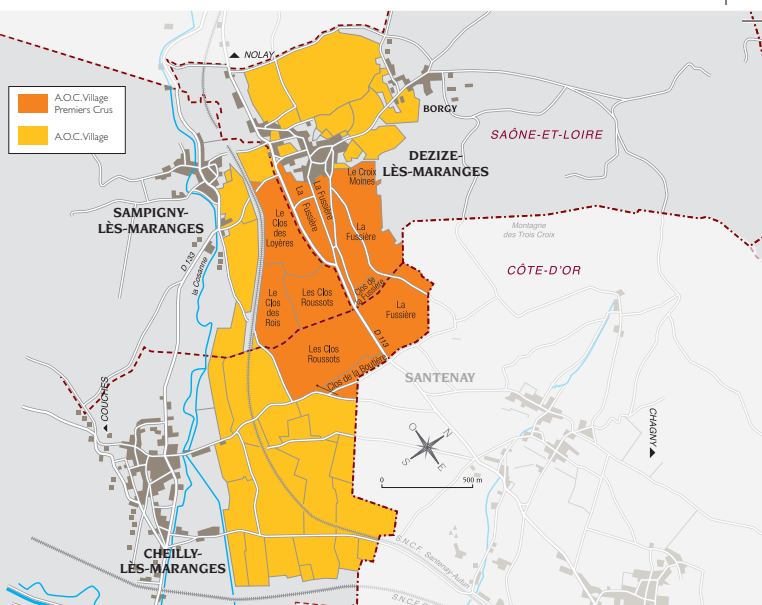 NOLAY
A.O.C. Village
Premiers Crus
A.O.C. Village
BORGY
SAÔNE-ET-LOIRE
DEZIZE-
LÈS-MARANGES
Le Croix
Moines
La Fussière
La Fussière
SAMPIGNY-
LÈS-MARANGES
Le
Clos
des
Loyères
La
Fussière
Montagne
des Trois Croix
D 133
la Cosanne
CÔTE-D'OR
Le
Clos
des
Rois
Les Clos
Roussots
Clos de
la Fussière
La
Fussière
D 113
Les Clos
Roussots
Clos de la Boutière
SANTENAY
COUCHES
CHAGNY
O
N
S
E
0
500 m
CHEILLY-
LÈS-MARANGES
S.N.C.F. Santenay-Autun
S.N.C.F.